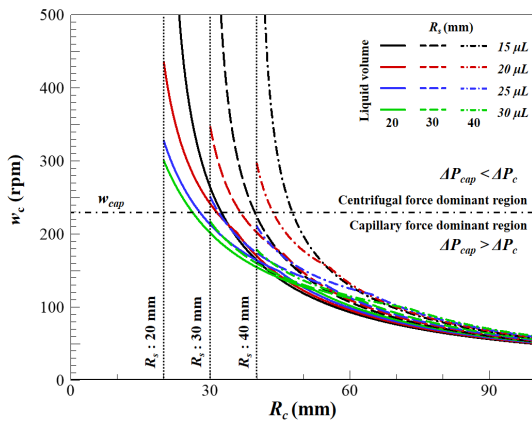 500
400
300
200
100
0
w_c (rpm)
w_cap
R_s (mm)
Liquid volume
15 μL
20 μL
25 μL
30 μL
20 30 40
ΔP_cap < ΔP_c
Centrifugal force dominant region
Capillary force dominant region
ΔP_cap > ΔP_c
R_s : 20 mm
R_s : 30 mm
R_s : 40 mm
0 30 60 90
R_c (mm)